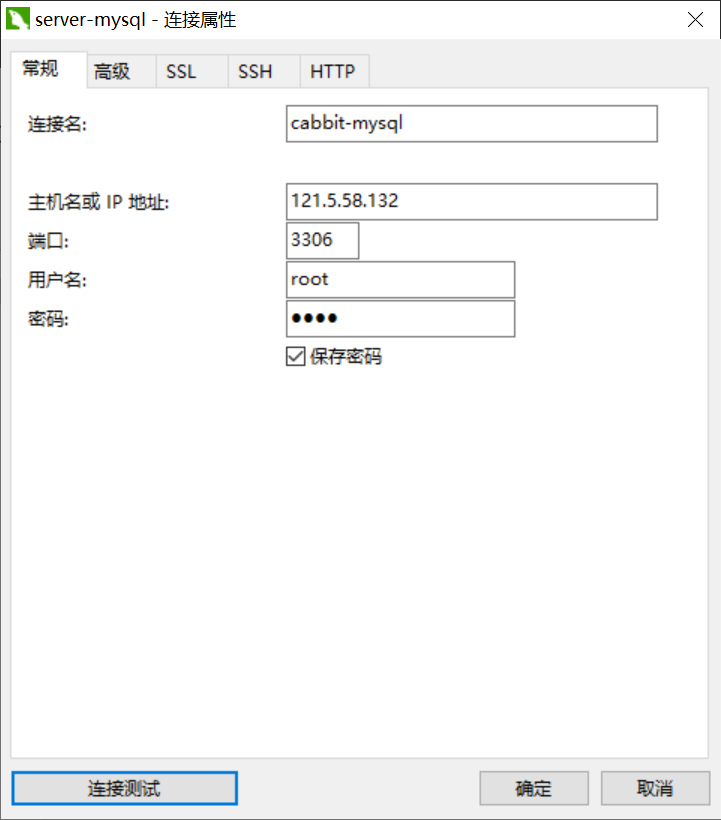 server-mysql - 连接属性
常规 高级 SSL SSH HTTP
连接名: cabbit-mysql
主机名或 IP 地址: 121.5.58.132
端口: 3306
用户名: root
密码: ●●●●
保存密码
连接测试 确定 取消